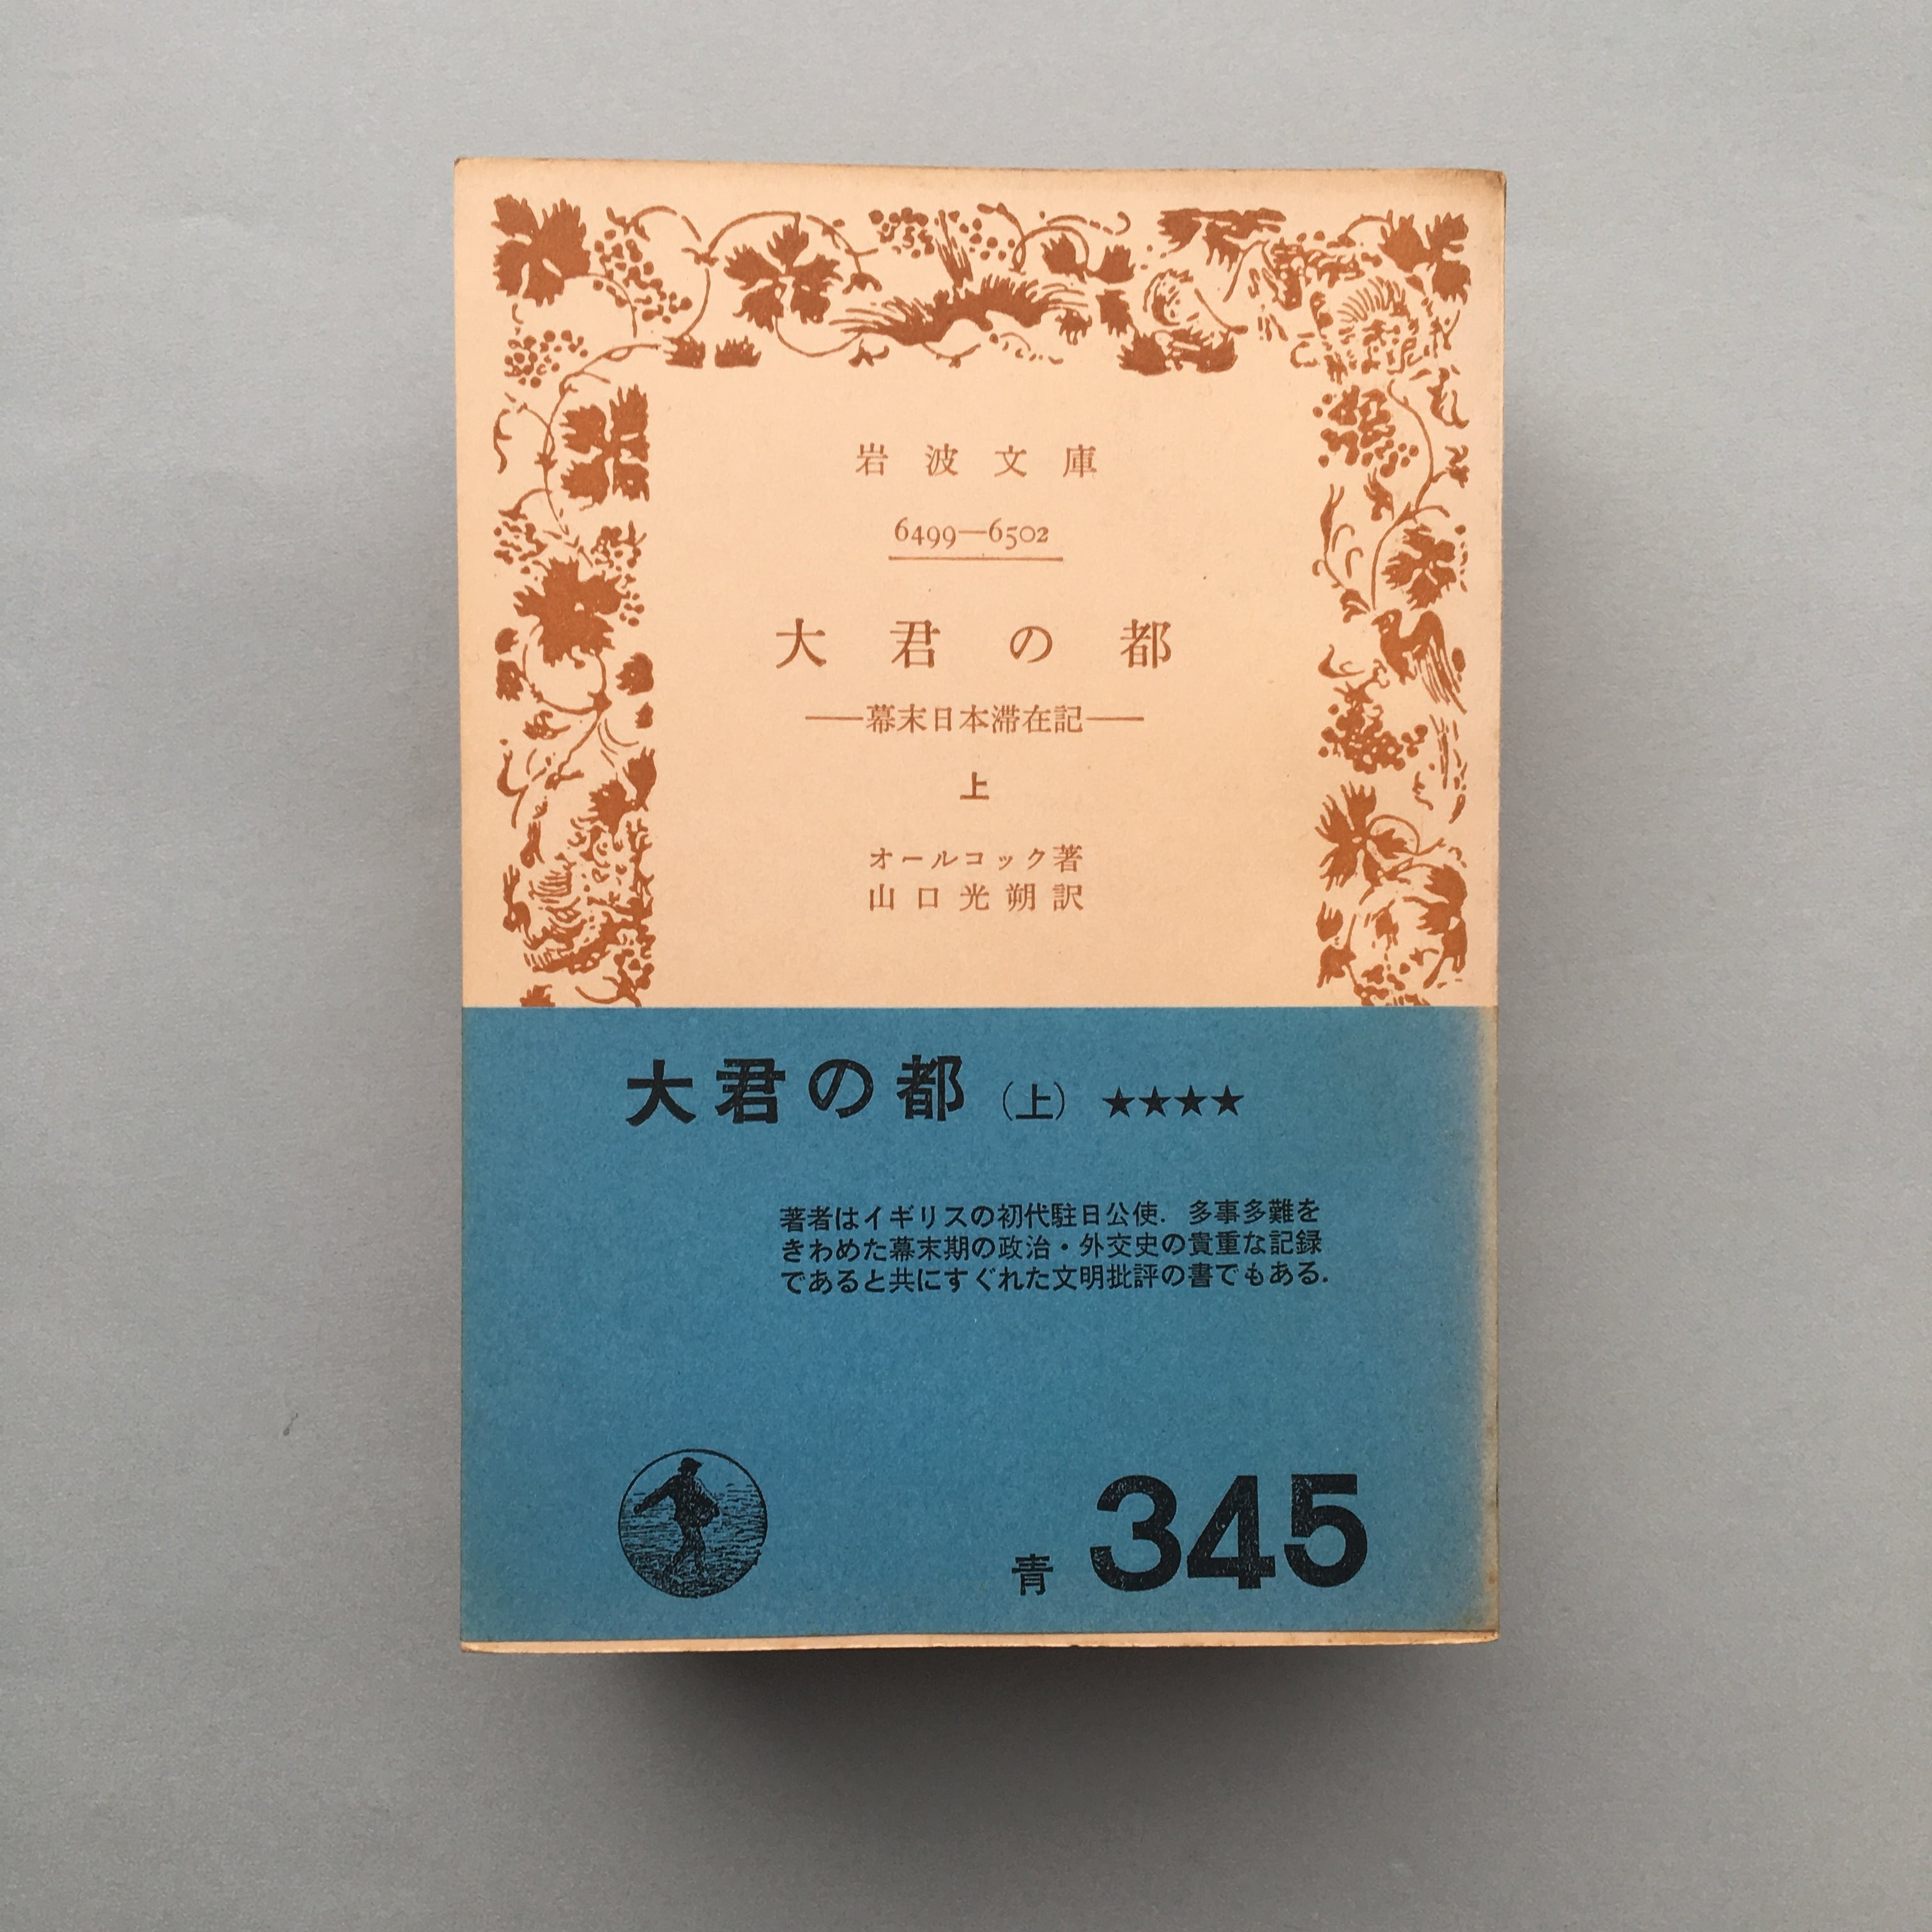 岩波文庫
6499—6502
大君の都
——幕末日本滞在記——
上
オールコック著
山口光朔訳
大君の都（上）★★★★
著者はイギリスの初代駐日公使．多事多難を
きわめた幕末期の政治・外交史の貴重な記録
であると共にすぐれた文明批評の書でもある．
青 345